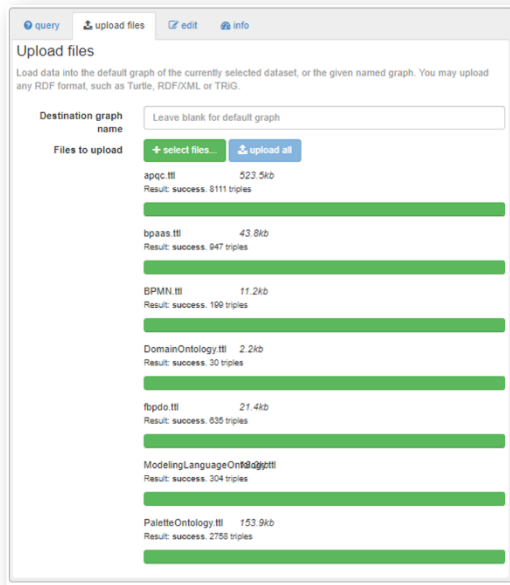 query upload files edit info
Upload files
Load data into the default graph of the currently selected dataset, or the given named graph. You may upload
any RDF format, such as Turtle, RDF/XML or TRiG.
Destination graph name
Leave blank for default graph
Files to upload
select files... upload all
apqc.ttl 523.5kb
Result: success. 8111 triples
bpaas.ttl 43.8kb
Result: success. 947 triples
BPMN.ttl 11.2kb
Result: success. 199 triples
DomainOntology.ttl 2.2kb
Result: success. 30 triples
fbpdo.ttl 21.4kb
Result: success. 635 triples
ModelingLanguageOntology.ttl
Result: success. 304 triples
PaletteOntology.ttl 153.9kb
Result: success. 2758 triples